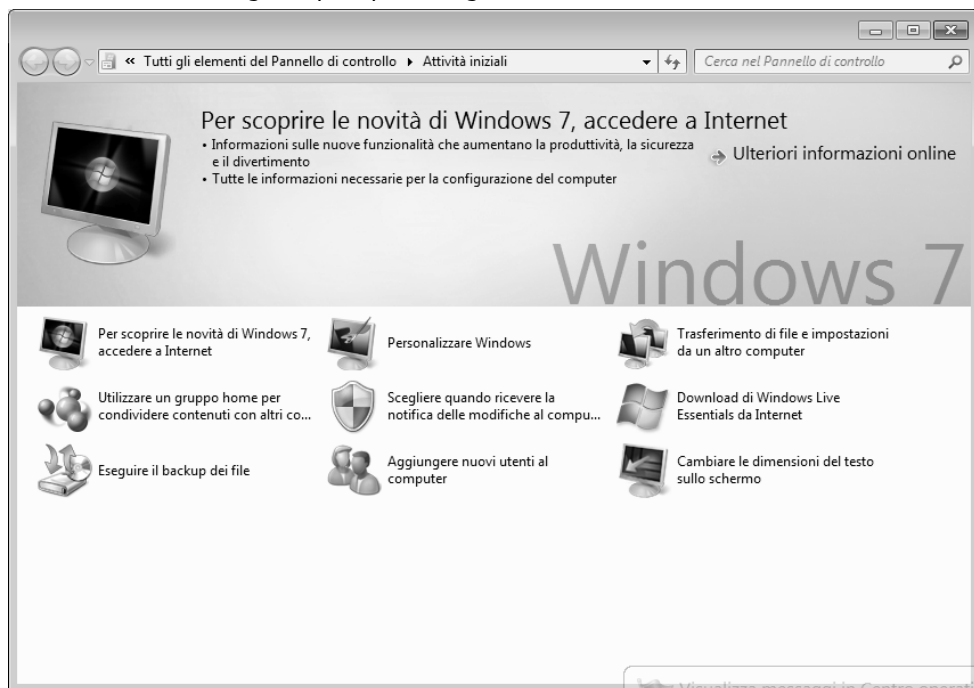 « Tutti gli elementi del Pannello di controllo ▸ Attività iniziali
Cerca nel Pannello di controllo
Per scoprire le novità di Windows 7, accedere a Internet
• Informazioni sulle nuove funzionalità che aumentano la produttività, la sicurezza
e il divertimento
• Tutte le informazioni necessarie per la configurazione del computer
Ulteriori informazioni online
Windows 7
Per scoprire le novità di Windows 7,
accedere a Internet
Personalizzare Windows
Trasferimento di file e impostazioni
da un altro computer
Utilizzare un gruppo home per
condividere contenuti con altri co...
Scegliere quando ricevere la
notifica delle modifiche al compu...
Download di Windows Live
Essentials da Internet
Eseguire il backup dei file
Aggiungere nuovi utenti al
computer
Cambiare le dimensioni del testo
sullo schermo
Visualizza messaggi in Centro operati